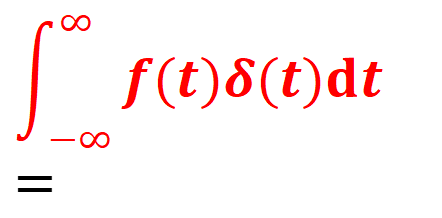 ∫_{-∞}^{∞} f(t)δ(t)dt
=